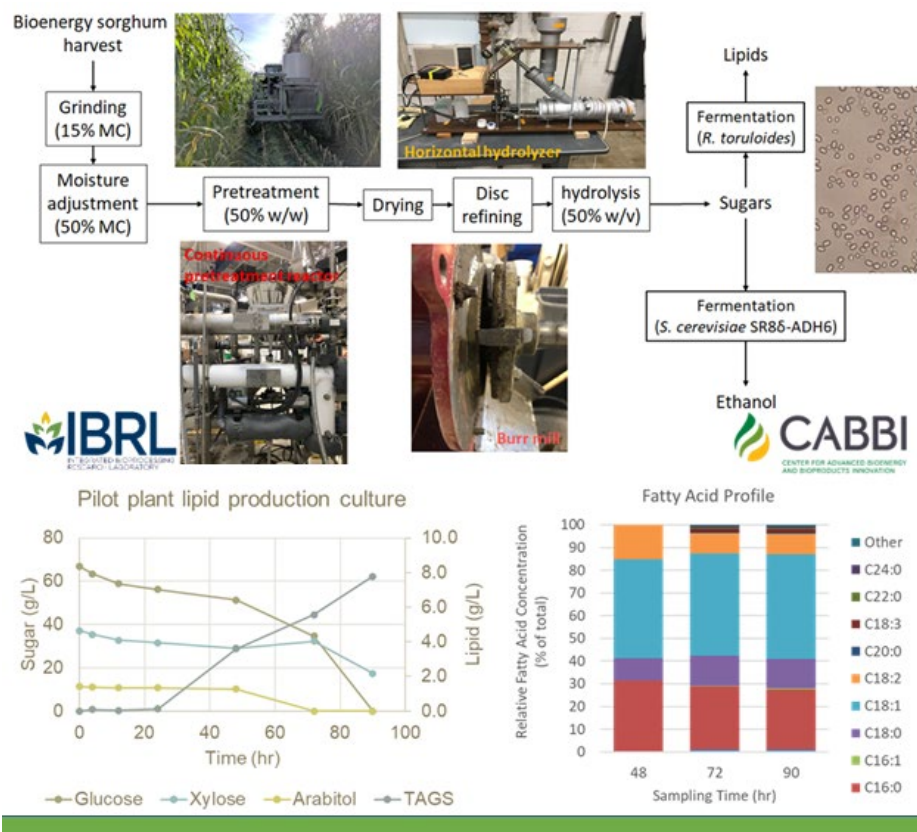 Bioenergy sorghum
harvest
Grinding
(15% MC)
Moisture
adjustment
(50% MC)
Pretreatment
(50% w/w)
Drying
Disc
refining
hydrolysis
(50% w/v)
Sugars
Lipids
Fermentation
(R. toruloides)
Fermentation
(S. cerevisiae SR8δ-ADH6)
Ethanol
Horizontal hydrolyzer
Continuous
pretreatment reactor
Burr mill
IBRL
INTEGRATED BIOPROCESSING
RESEARCH LABORATORY
CABBI
CENTER FOR ADVANCED BIOENERGY
AND BIOPRODUCTS INNOVATION
Pilot plant lipid production culture
Sugar (g/L)
80
60
40
20
0
Lipid (g/L)
10.0
8.0
6.0
4.0
2.0
0.0
0 20 40 60 80 100
Time (hr)
Glucose Xylose Arabitol TAGS
Fatty Acid Profile
Relative Fatty Acid Concentration
(% of total)
100
90
80
70
60
50
40
30
20
10
0
48 72 90
Sampling Time (hr)
Other
C24:0
C22:0
C18:3
C20:0
C18:2
C18:1
C18:0
C16:1
C16:0